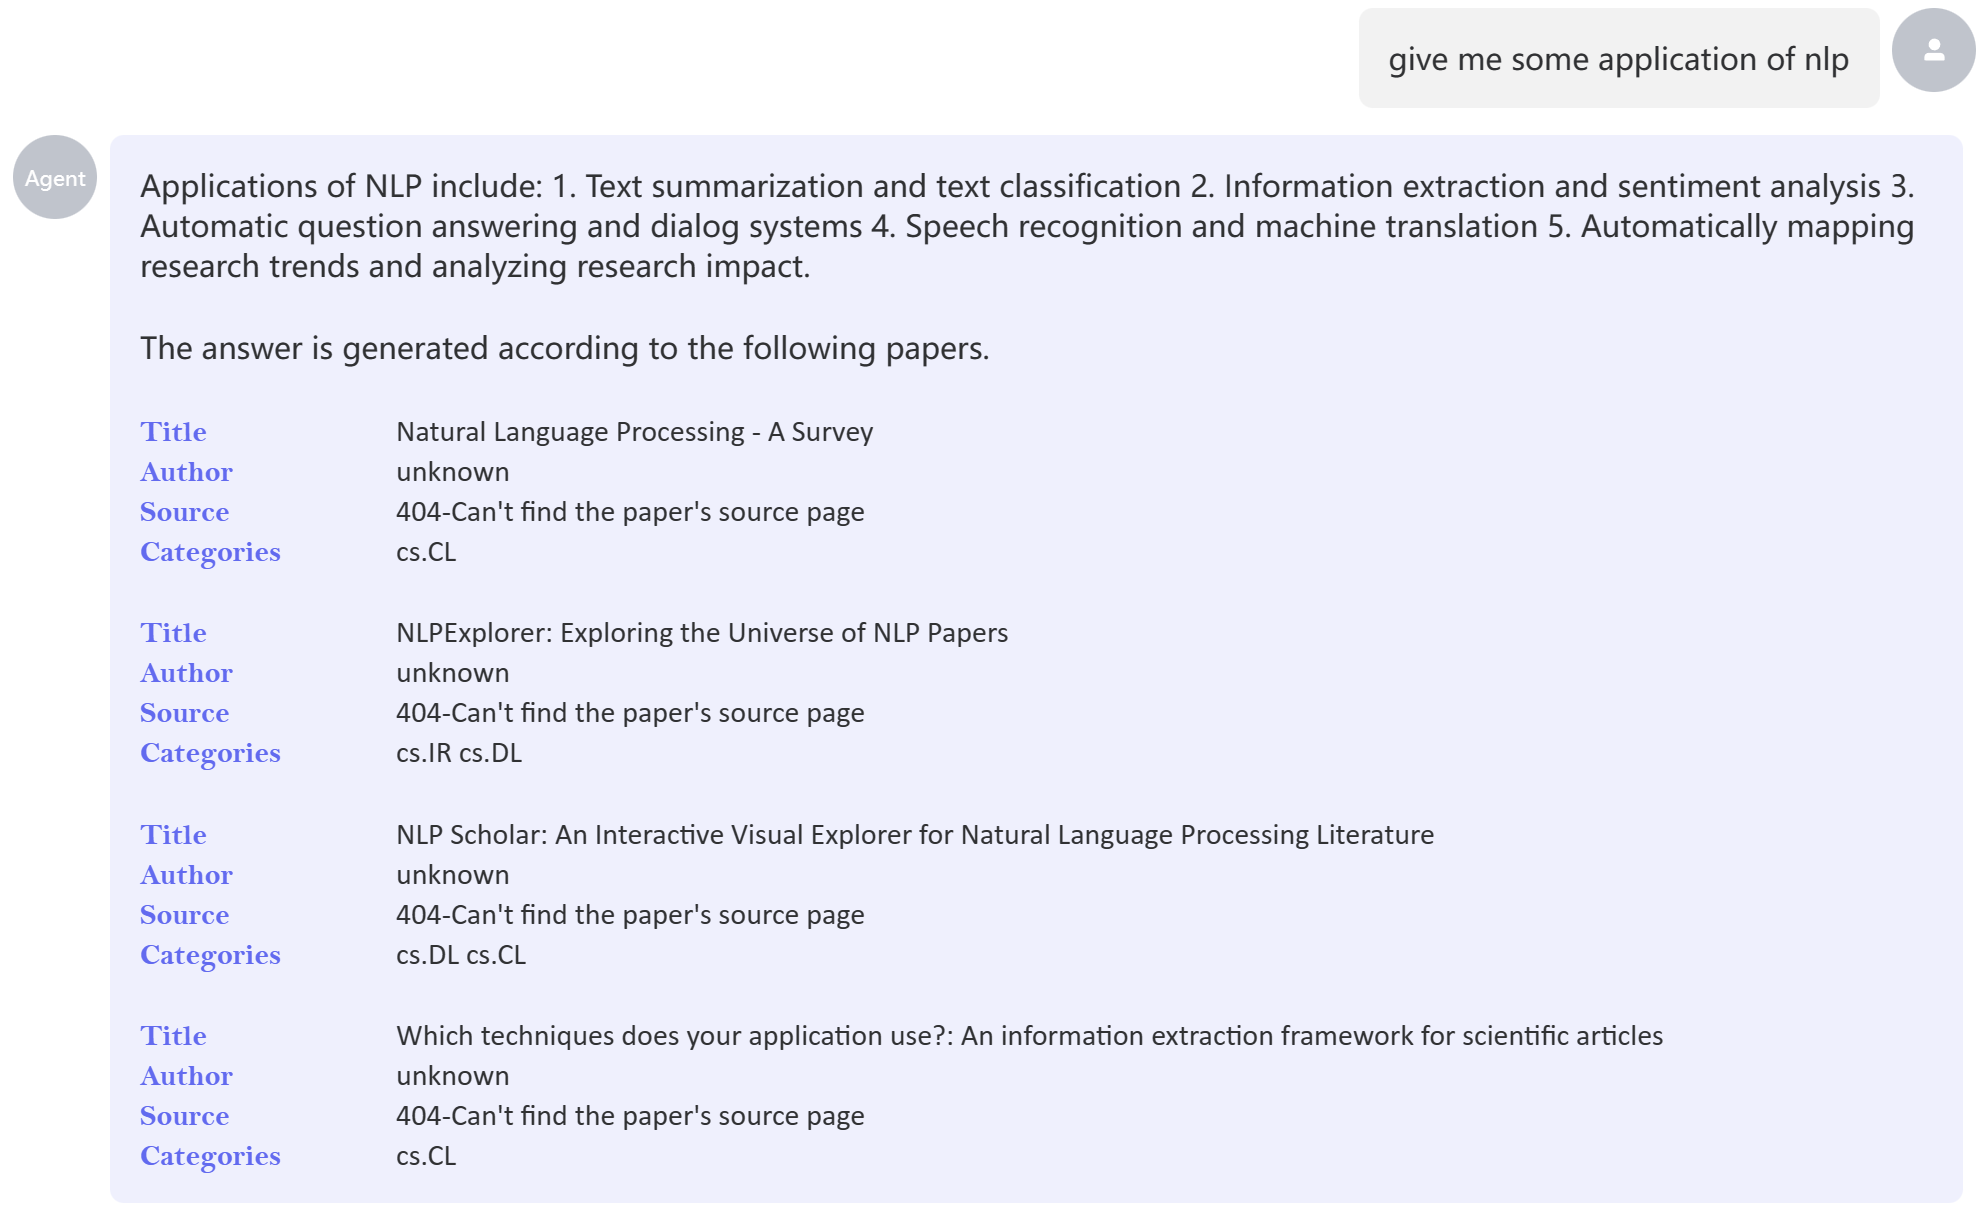 give me some application of nlp
Agent
Applications of NLP include: 1. Text summarization and text classification 2. Information extraction and sentiment analysis 3.
Automatic question answering and dialog systems 4. Speech recognition and machine translation 5. Automatically mapping
research trends and analyzing research impact.
The answer is generated according to the following papers.
Title Natural Language Processing - A Survey
Author unknown
Source 404-Can't find the paper's source page
Categories cs.CL
Title NLPExplorer: Exploring the Universe of NLP Papers
Author unknown
Source 404-Can't find the paper's source page
Categories cs.IR cs.DL
Title NLP Scholar: An Interactive Visual Explorer for Natural Language Processing Literature
Author unknown
Source 404-Can't find the paper's source page
Categories cs.DL cs.CL
Title Which techniques does your application use?: An information extraction framework for scientific articles
Author unknown
Source 404-Can't find the paper's source page
Categories cs.CL